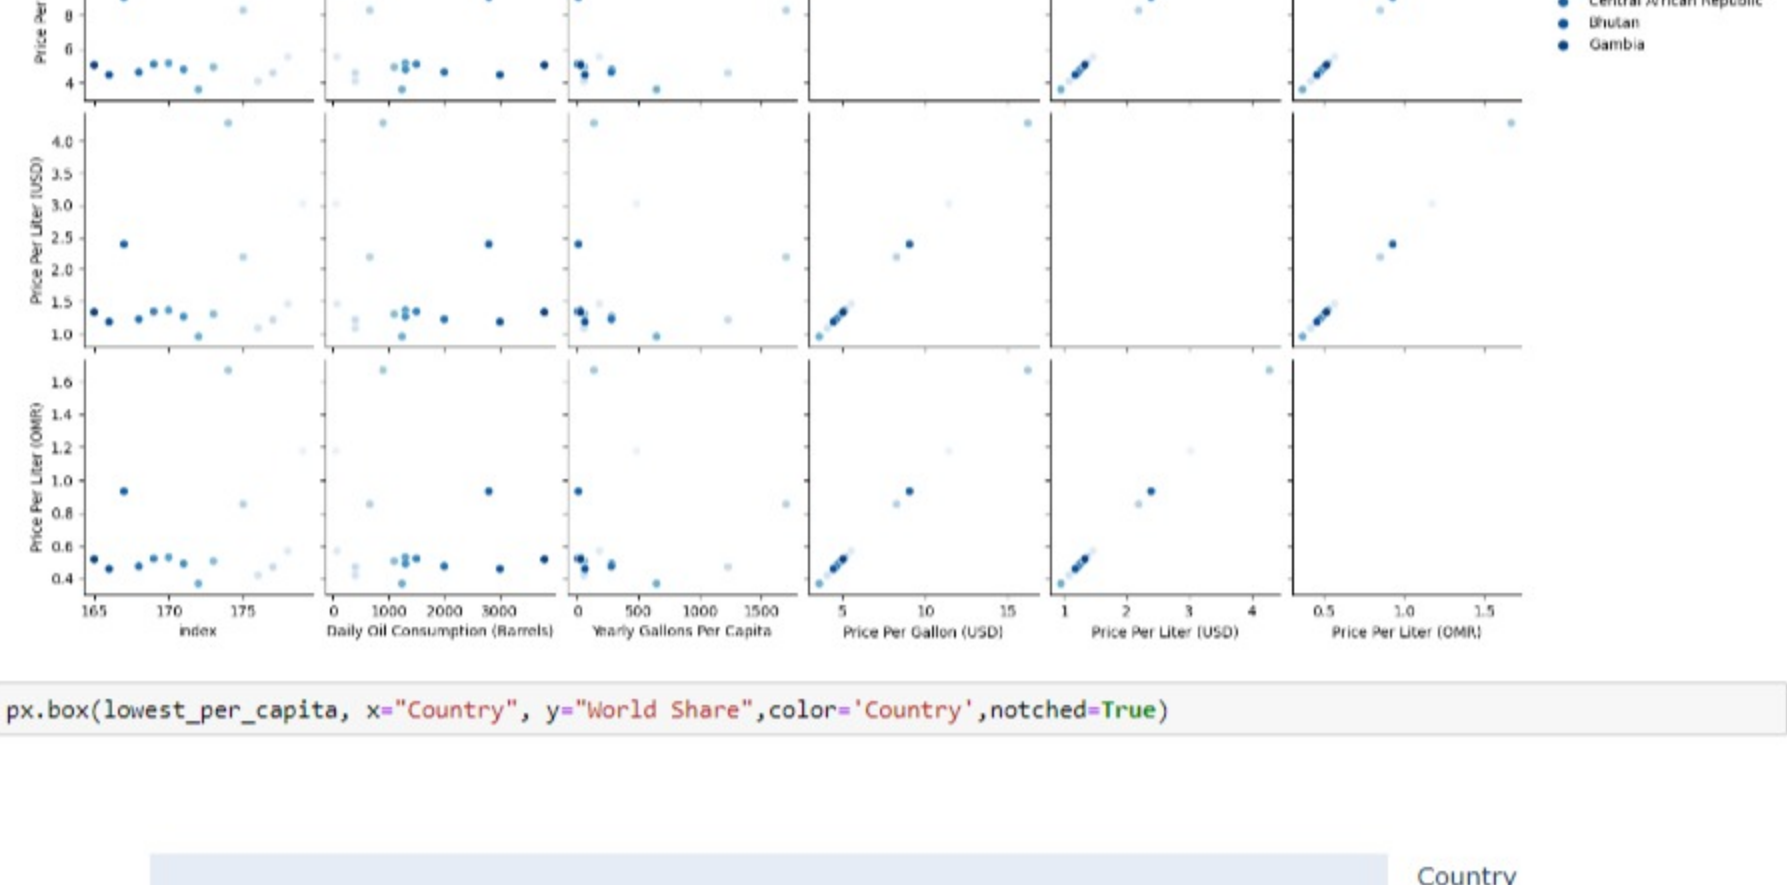 Price Per
8
6
4
Central African Republic
Bhutan
Gambia
Price Per Liter (USD)
4.0
3.5
3.0
2.5
2.0
1.5
1.0
Price Per Liter (OMR)
1.6
1.4
1.2
1.0
0.8
0.6
0.4
165 170 175 0 1000 2000 3000 0 500 1000 1500 5 10 15 1 2 3 4 0.5 1.0 1.5
index Daily Oil Consumption (Barrels) Yearly Gallons Per Capita Price Per Gallon (USD) Price Per Liter (USD) Price Per Liter (OMR)
px.box(lowest_per_capita, x="Country", y="World Share",color='Country',notched=True)
Country